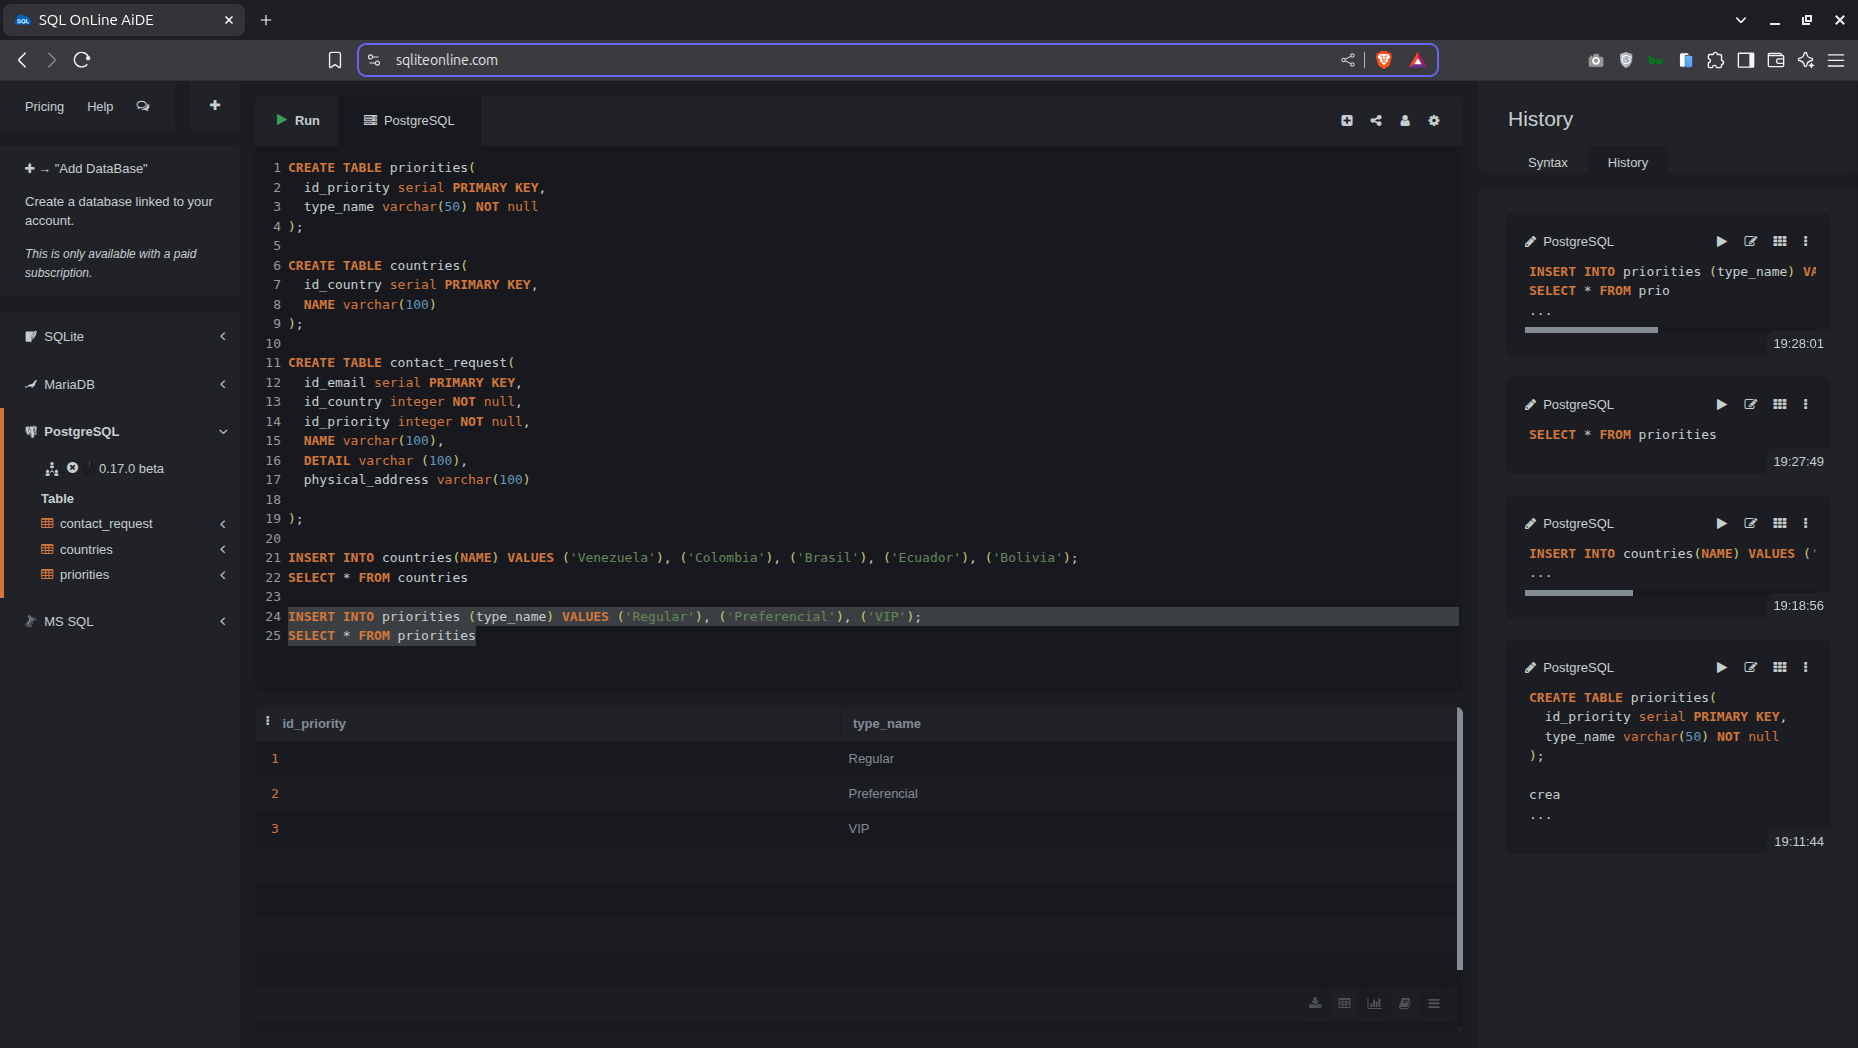 SQL OnLine AiDE
sqliteonline.com
Pricing Help
"Add DataBase"
Create a database linked to your
account.
This is only available with a paid
subscription.
SQLite
MariaDB
PostgreSQL
0.17.0 beta
Table
contact_request
countries
priorities
MS SQL
Run PostgreSQL
1 CREATE TABLE priorities(
2 id_priority serial PRIMARY KEY,
3 type_name varchar(50) NOT null
4 );
5
6 CREATE TABLE countries(
7 id_country serial PRIMARY KEY,
8 NAME varchar(100)
9 );
10
11 CREATE TABLE contact_request(
12 id_email serial PRIMARY KEY,
13 id_country integer NOT null,
14 id_priority integer NOT null,
15 NAME varchar(100),
16 DETAIL varchar (100),
17 physical_address varchar(100)
18
19 );
20
21 INSERT INTO countries(NAME) VALUES ('Venezuela'), ('Colombia'), ('Brasil'), ('Ecuador'), ('Bolivia');
22 SELECT * FROM countries
23
24 INSERT INTO priorities (type_name) VALUES ('Regular'), ('Preferencial'), ('VIP');
25 SELECT * FROM priorities
id_priority type_name
1 Regular
2 Preferencial
3 VIP
History
Syntax History
PostgreSQL
INSERT INTO priorities (type_name) VA
SELECT * FROM prio
...
19:28:01
PostgreSQL
SELECT * FROM priorities
19:27:49
PostgreSQL
INSERT INTO countries(NAME) VALUES ('
...
19:18:56
PostgreSQL
CREATE TABLE priorities(
id_priority serial PRIMARY KEY,
type_name varchar(50) NOT null
);
crea
...
19:11:44